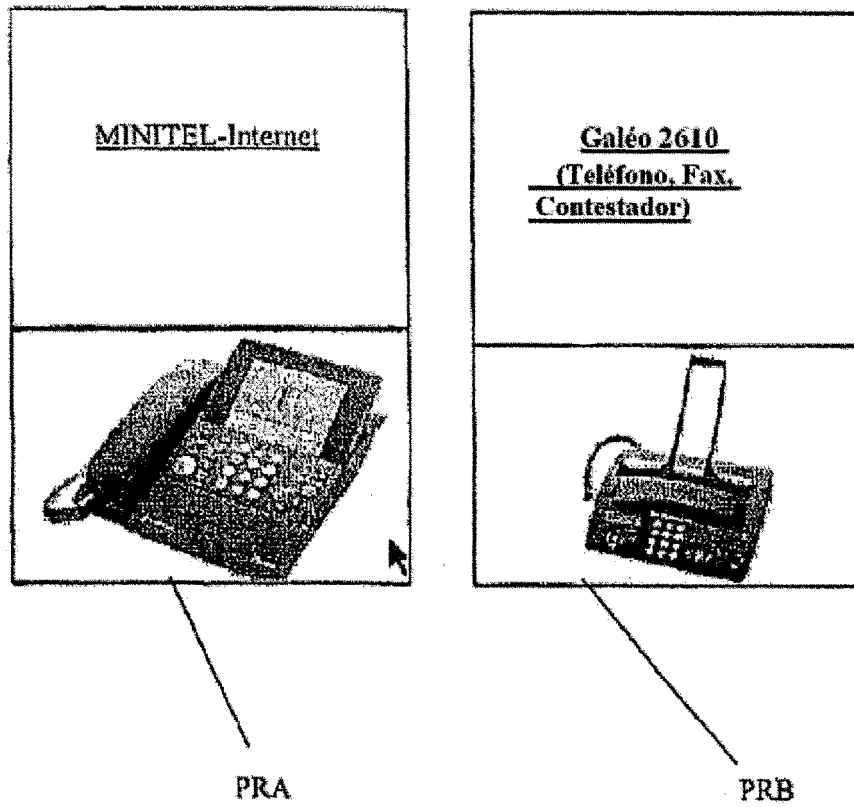 MINITEL-Internet
Galéo 2610
(Teléfono, Fax,
Contestador)
PRA
PRB